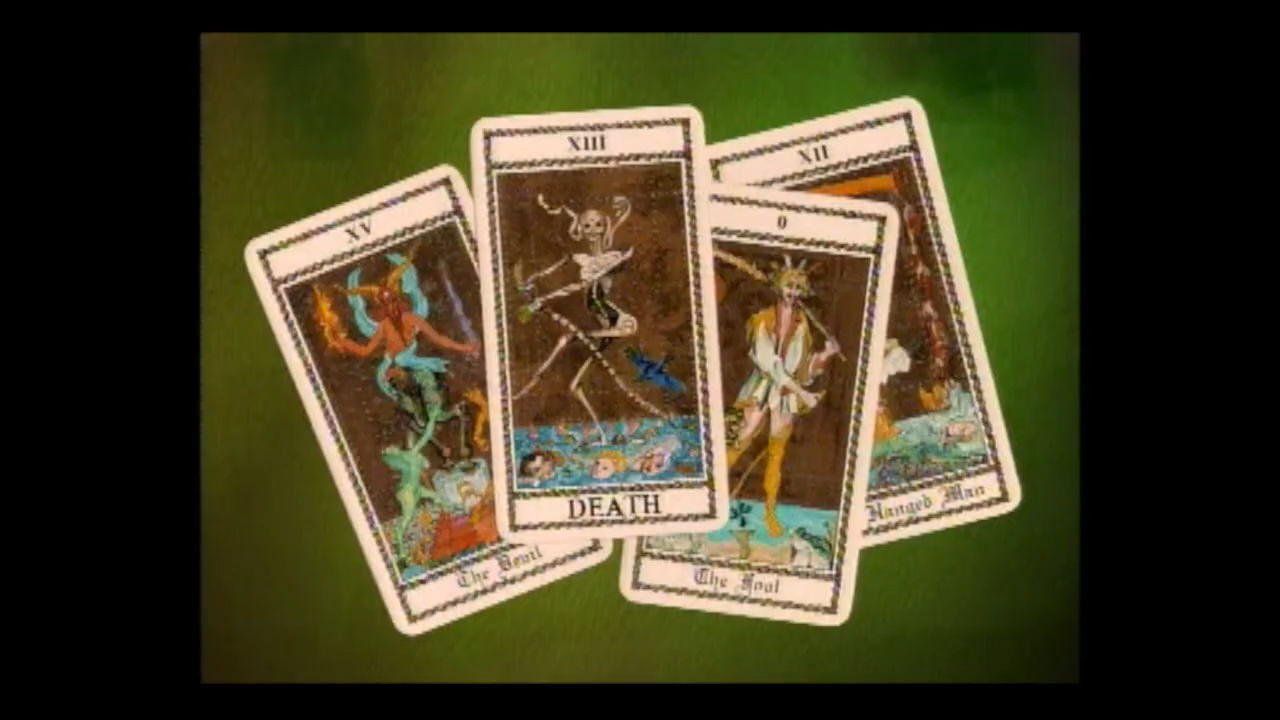 XV
The Devil
XIII
DEATH
0
The Fool
XII
Hanged Man